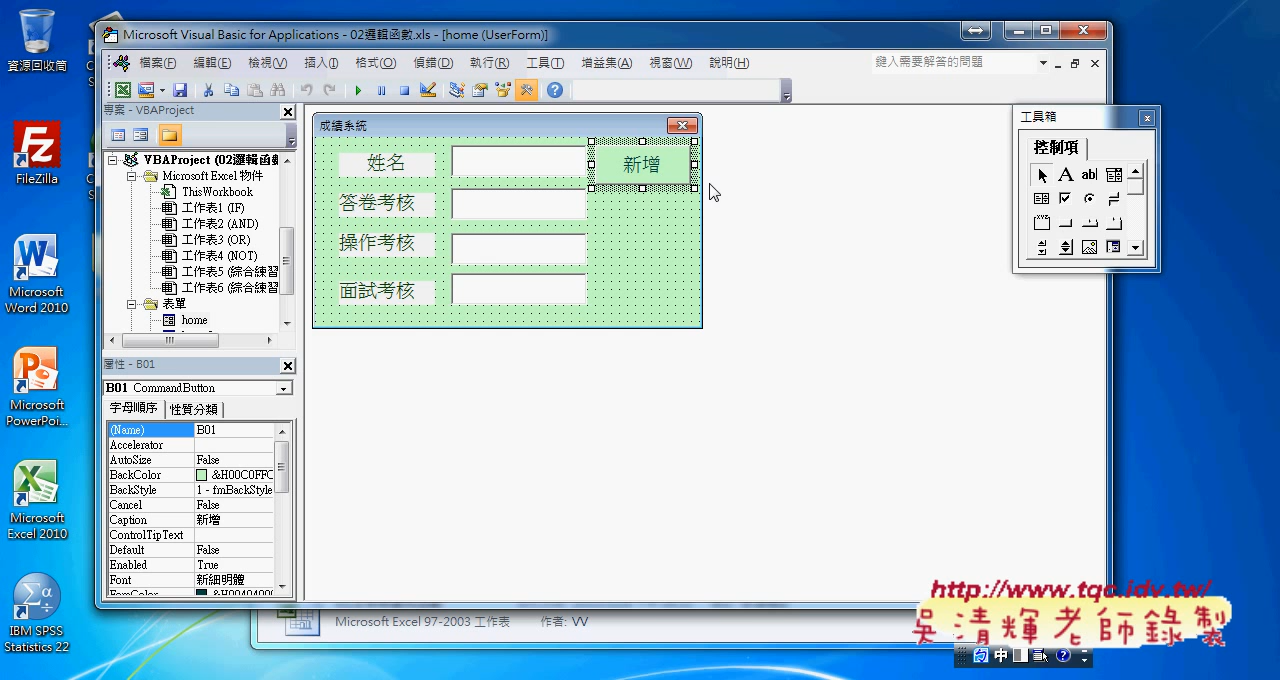 資源回收筒
FileZilla
Microsoft
Word 2010
Microsoft
PowerPoi...
Microsoft
Excel 2010
IBM SPSS
Statistics 22
Microsoft Visual Basic for Applications - 02邏輯函數.xls - [home (UserForm)]
檔案(F) 編輯(E) 檢視(V) 插入(I) 格式(O) 偵錯(D) 執行(R) 工具(T) 增益集(A) 視窗(W) 說明(H)
鍵入需要解答的問題
專案 - VBAProject
VBAProject (02邏輯函數
Microsoft Excel 物件
ThisWorkbook
工作表1 (IF)
工作表2 (AND)
工作表3 (OR)
工作表4 (NOT)
工作表5 (綜合練習
工作表6 (綜合練習
表單
home
屬性 - B01
B01 CommandButton
字母順序 性質分類
(Name) B01
Accelerator
AutoSize False
BackColor &H00C0FFC
BackStyle 1 - fmBackStyle
Cancel False
Caption 新增
ControlTipText
Default False
Enabled True
Font 新細明體
ForeColor &H0040400
成績系統
姓名
新增
答卷考核
操作考核
面試考核
工具箱
控制項
A ab
Microsoft Excel 97-2003 工作表
作者: VV
http://www.tqc.idv.tw/
吳清輝老師錄製
中